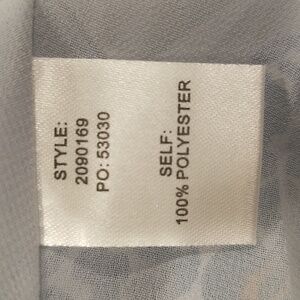 STYLE:
2090169
PO: 53030
SELF:
100% POLYESTER